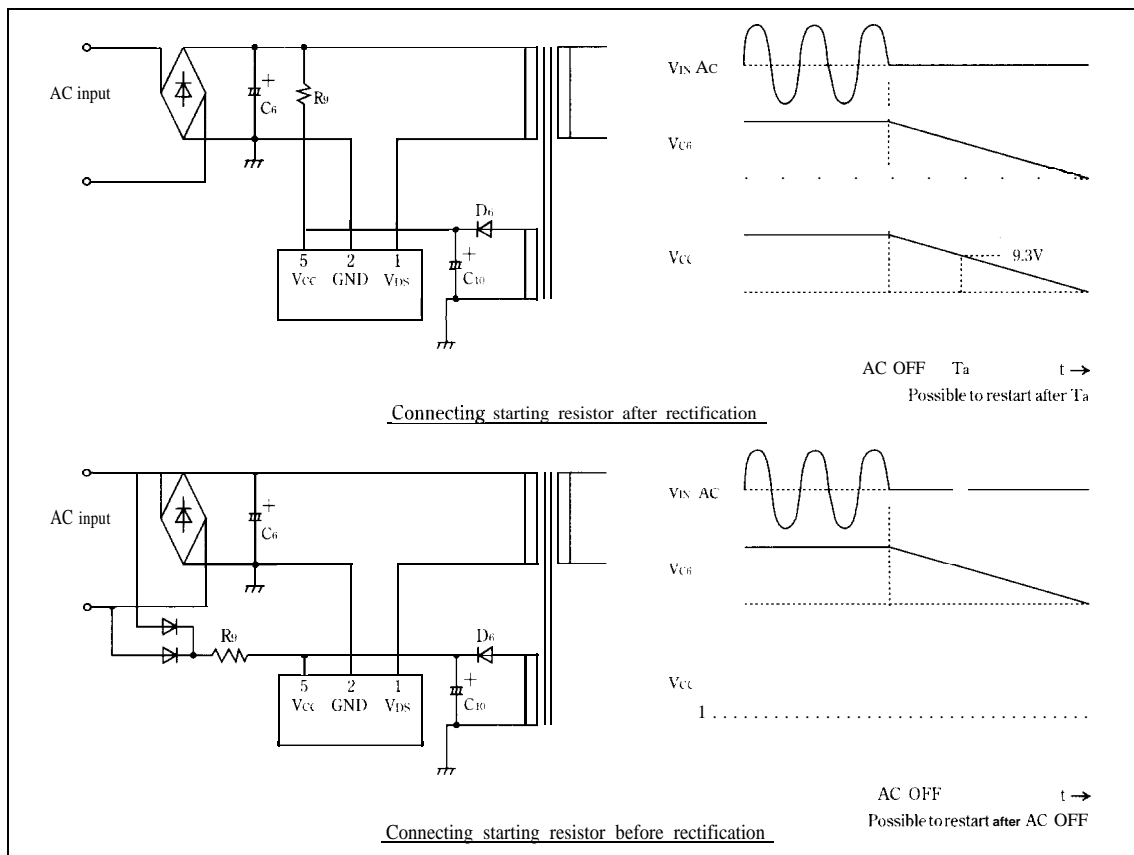 AC input
C6
R9
D6
C10
5 2 1
VCC GND VDS
VIN AC
VC6
VCC
9.3V
AC OFF Ta t →
Possible to restart after Ta
Connecting starting resistor after rectification
AC input
C6
R9
D6
C10
5 2 1
VCC GND VDS
VIN AC
VC6
VCC
1
AC OFF t →
Possible to restart after AC OFF
Connecting starting resistor before rectification